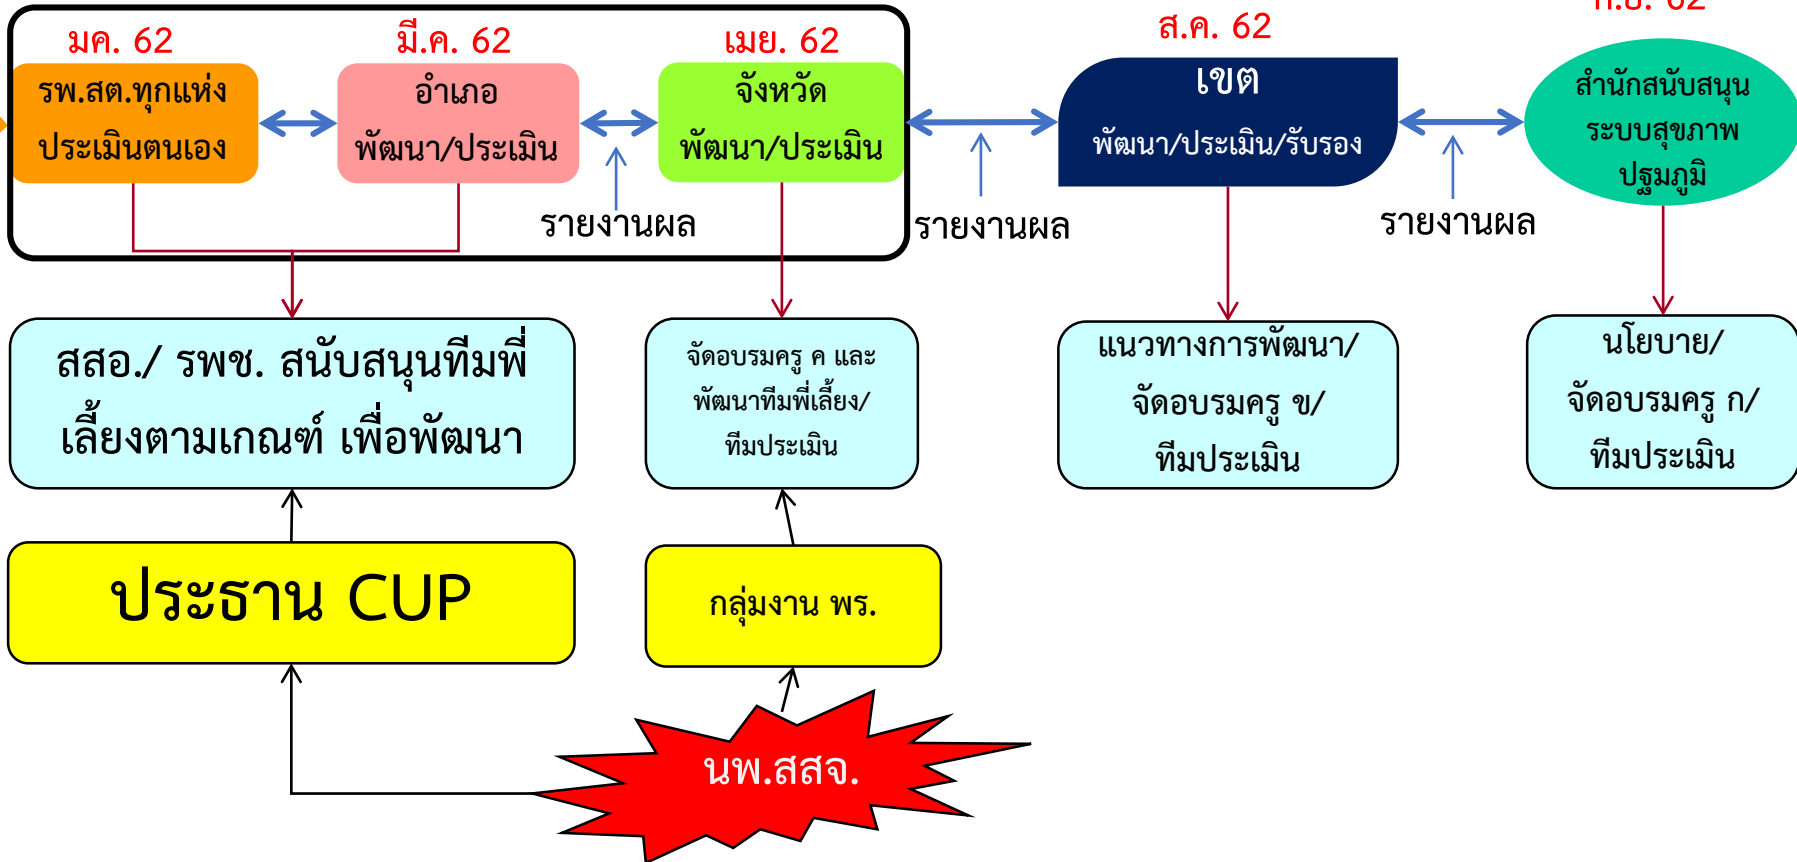 มค. 62
มี.ค. 62
เมย. 62
ส.ค. 62
ก.ย. 62
รพ.สต.ทุกแห่ง
ประเมินตนเอง
อำเภอ
พัฒนา/ประเมิน
จังหวัด
พัฒนา/ประเมิน
เขต
พัฒนา/ประเมิน/รับรอง
สำนักสนับสนุน
ระบบสุขภาพ
ปฐมภูมิ
รายงานผล
รายงานผล
รายงานผล
สสอ./ รพช. สนับสนุนทีมพี่
เลี้ยงตามเกณฑ์ เพื่อพัฒนา
จัดอบรมครู ค และ
พัฒนาทีมพี่เลี้ยง/
ทีมประเมิน
แนวทางการพัฒนา/
จัดอบรมครู ข/
ทีมประเมิน
นโยบาย/
จัดอบรมครู ก/
ทีมประเมิน
ประธาน CUP
กลุ่มงาน พร.
นพ.สสจ.